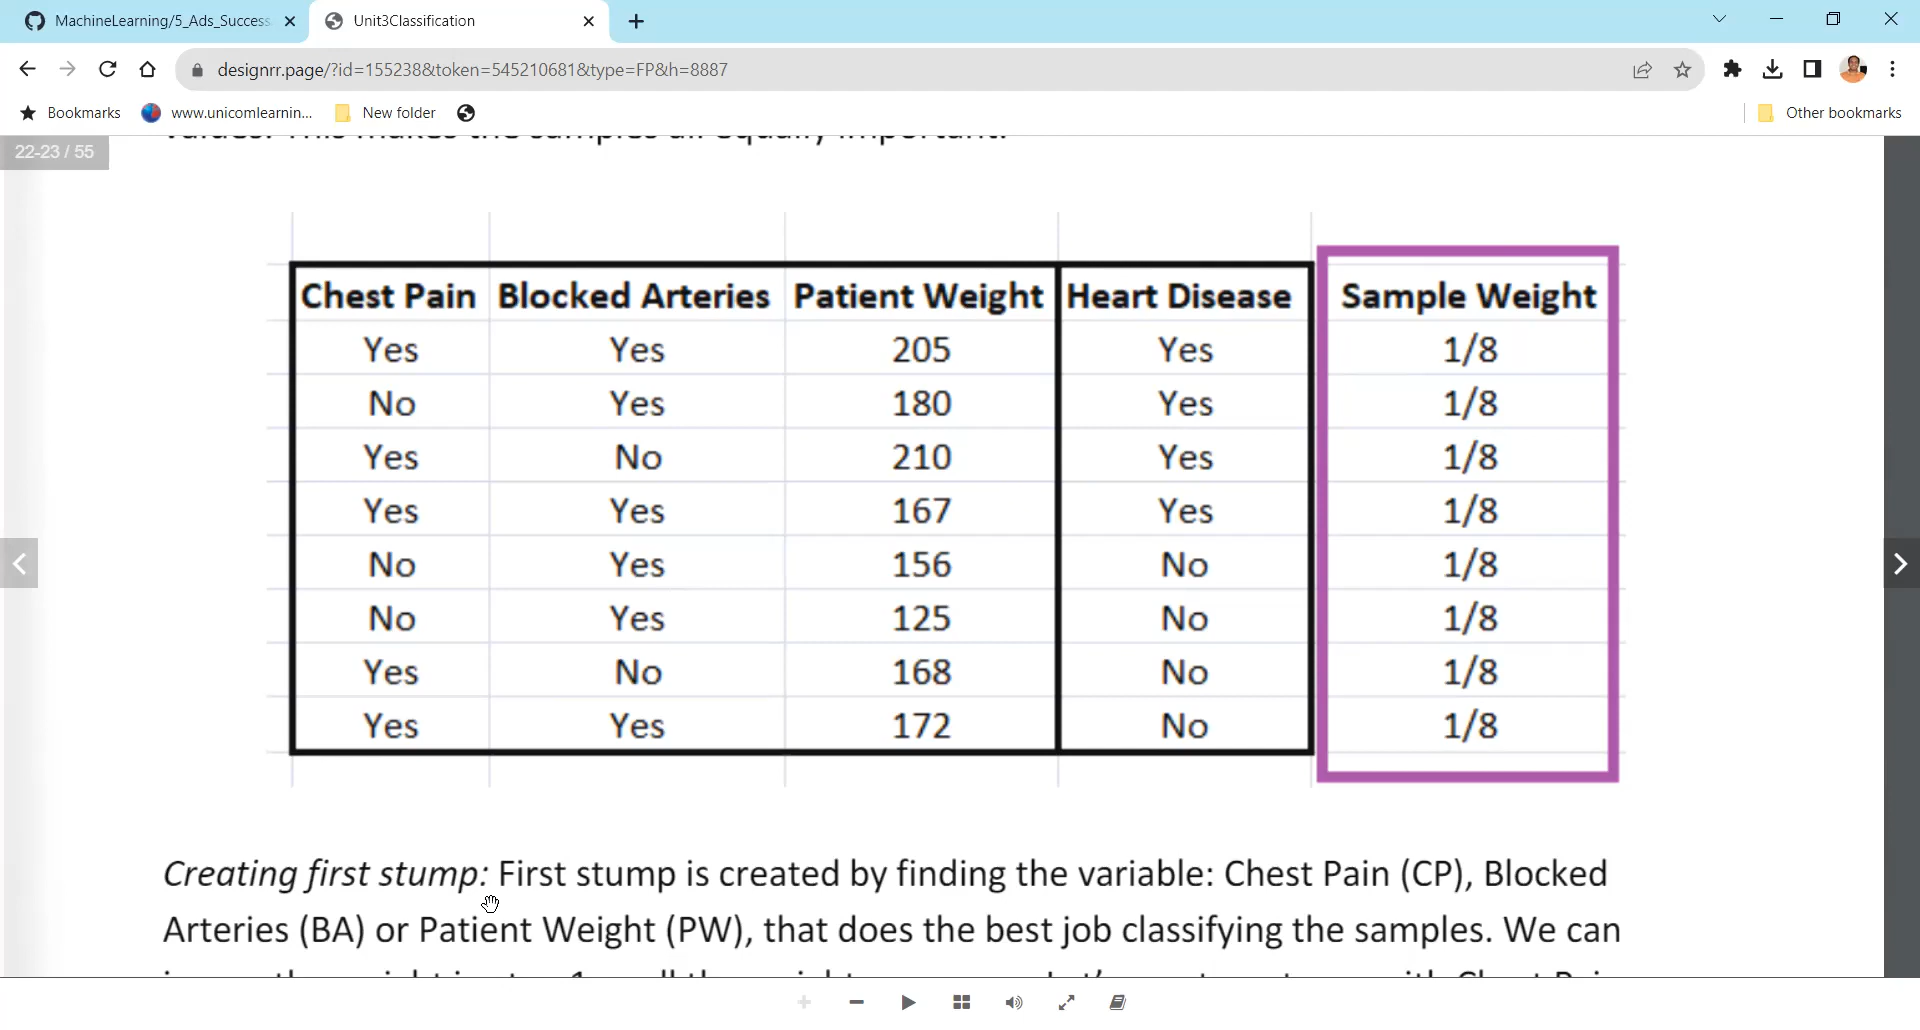 MachineLearning/5_Ads_Success
Unit3Classification
designrr.page/?id=155238&token=545210681&type=FP&h=8887
Bookmarks www.unicomlearnin... New folder Other bookmarks
22-23 / 55
Chest Pain Blocked Arteries Patient Weight Heart Disease Sample Weight
Yes Yes 205 Yes 1/8
No Yes 180 Yes 1/8
Yes No 210 Yes 1/8
Yes Yes 167 Yes 1/8
No Yes 156 No 1/8
No Yes 125 No 1/8
Yes No 168 No 1/8
Yes Yes 172 No 1/8
Creating first stump: First stump is created by finding the variable: Chest Pain (CP), Blocked
Arteries (BA) or Patient Weight (PW), that does the best job classifying the samples. We can